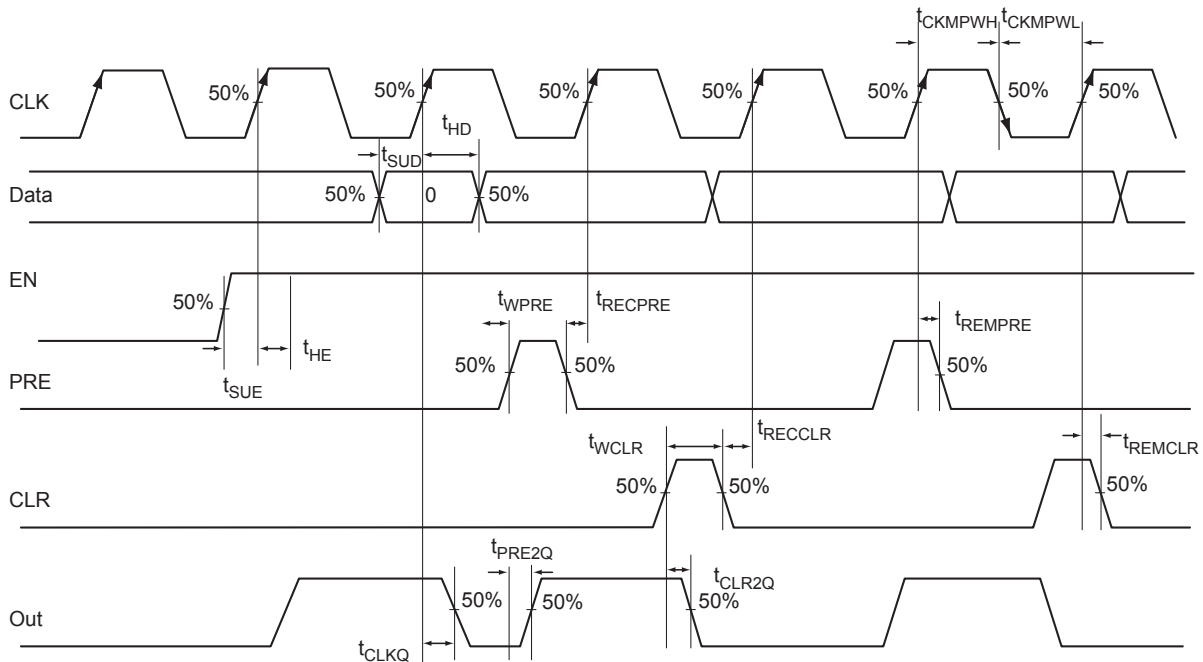 tCKMPWH tCKMPWL
CLK
50% 50% 50% 50% 50% 50% 50%
tHD
tSUD
Data
50% 0 50%
EN
50%
tWPRE tRECPRE tREMPRE
tHE
PRE
50% 50% 50%
tSUE
tWCLR tRECCLR tREMCLR
CLR
50% 50% 50%
tPRE2Q tCLR2Q
50% 50% 50%
Out
tCLKQ